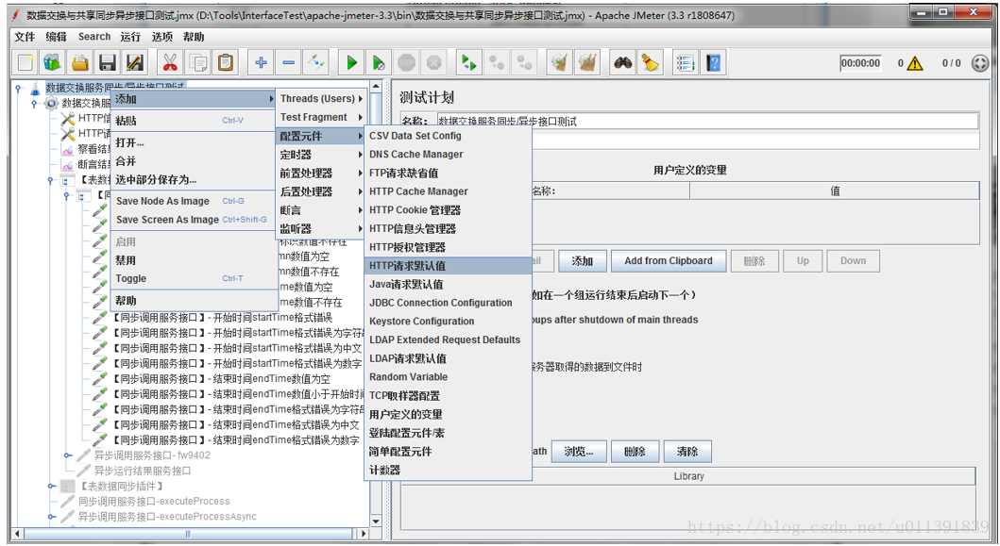 数据交换与共享同步异步接口测试.jmx (D:\Tools\InterfaceTest\apache-jmeter-3.3\bin\数据交换与共享同步异步接口测试.jmx) - Apache JMeter (3.3 r1808647)
文件 编辑 Search 运行 选项 帮助
00:00:00 0 0 / 0
数据交换服务同步/异步接口测试
数据交换服
HTTP信
HTTP请
察看结果
断言结果
【表数据
【同
添加
粘贴 Ctrl-V
打开...
合并
选中部分保存为...
Save Node As Image Ctrl-G
Save Screen As Image Ctrl+Shift-G
启用
禁用
Toggle Ctrl-T
帮助
Threads (Users)
Test Fragment
配置元件
定时器
前置处理器
后置处理器
断言
监听器
CSV Data Set Config
DNS Cache Manager
FTP请求缺省值
HTTP Cache Manager
HTTP Cookie 管理器
HTTP信息头管理器
HTTP授权管理器
HTTP请求默认值
Java请求默认值
JDBC Connection Configuration
Keystore Configuration
LDAP Extended Request Defaults
LDAP请求默认值
Random Variable
TCP取样器配置
用户定义的变量
登陆配置元件/素
简单配置元件
计数器
标识数值不存在
mn数值为空
mn数值不存在
me数值为空
me数值不存在
【同步调用服务接口】- 开始时间startTime格式错误
【同步调用服务接口】- 开始时间startTime格式错误为字符串
【同步调用服务接口】- 开始时间startTime格式错误为中文
【同步调用服务接口】- 开始时间startTime格式错误为数字
【同步调用服务接口】- 结束时间endTime数值为空
【同步调用服务接口】- 结束时间endTime数值小于开始时间
【同步调用服务接口】- 结束时间endTime格式错误为字符串
【同步调用服务接口】- 结束时间endTime格式错误为中文
【同步调用服务接口】- 结束时间endTime格式错误为数字
异步调用服务接口- fw9402
异步运行结果服务接口
【表数据同步插件】
同步调用服务接口-executeProcess
异步调用服务接口-executeProcessAsync
测试计划
名称: 数据交换服务同步/异步接口测试
用户定义的变量
名称: 值
ail 添加 Add from Clipboard 删除 Up Down
如在一个组运行结束后启动下一个)
oups after shutdown of main threads
服务器取得的数据到文件时
ath 浏览... 删除 清除
Library
https://blog.csdn.net/u011391839